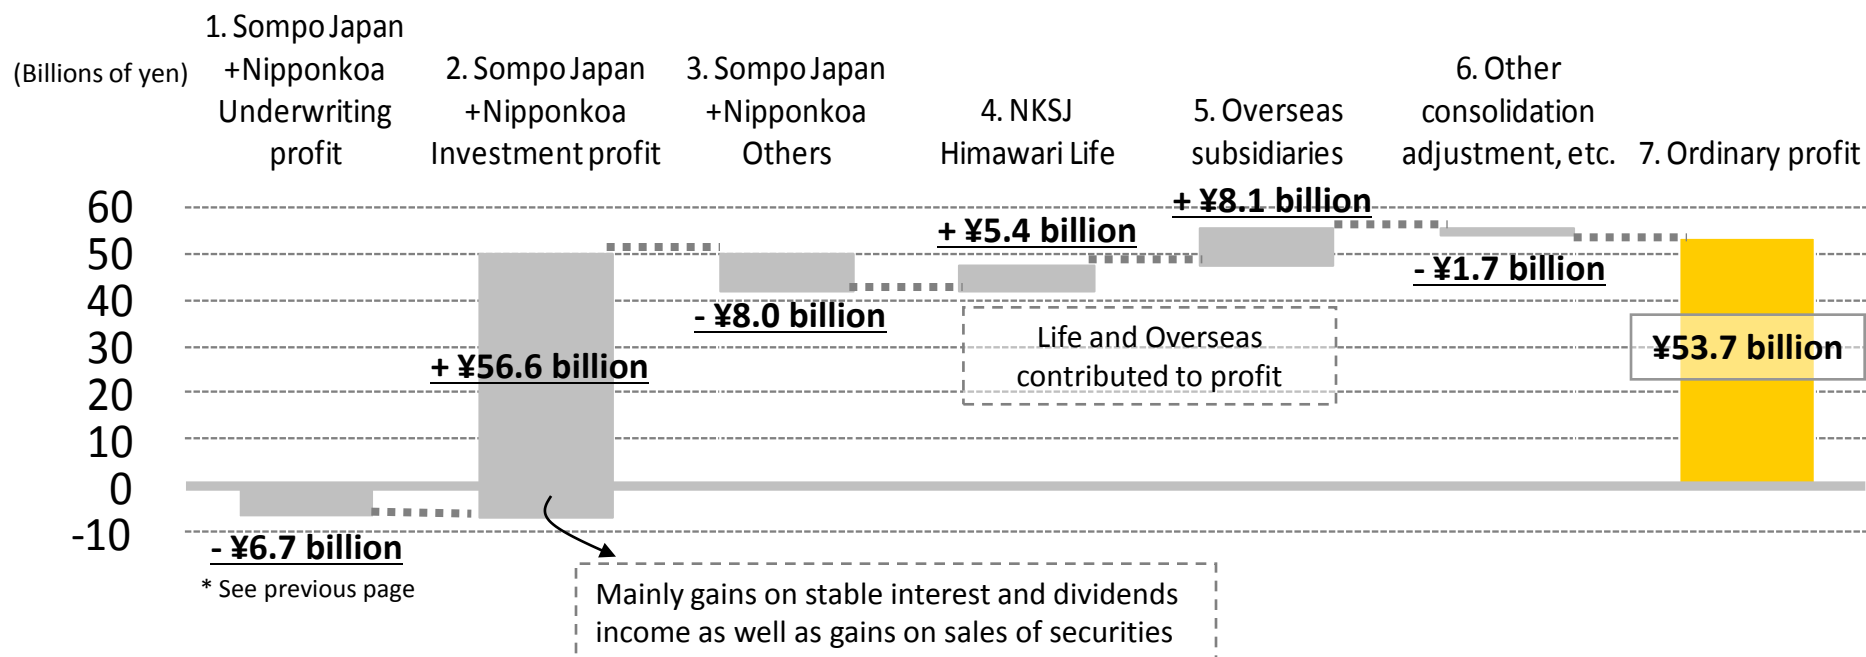 (Billions of yen)
1. Sompo Japan
+Nipponkoa
Underwriting
profit
2. Sompo Japan
+Nipponkoa
Investment profit
3. Sompo Japan
+Nipponkoa
Others
4. NKSJ
Himawari Life
5. Overseas
subsidiaries
6. Other
consolidation
adjustment, etc.
7. Ordinary profit
60
50
40
30
20
10
0
-10
- ¥6.7 billion
* See previous page
+ ¥56.6 billion
- ¥8.0 billion
+ ¥5.4 billion
+ ¥8.1 billion
- ¥1.7 billion
¥53.7 billion
Life and Overseas
contributed to profit
Mainly gains on stable interest and dividends
income as well as gains on sales of securities